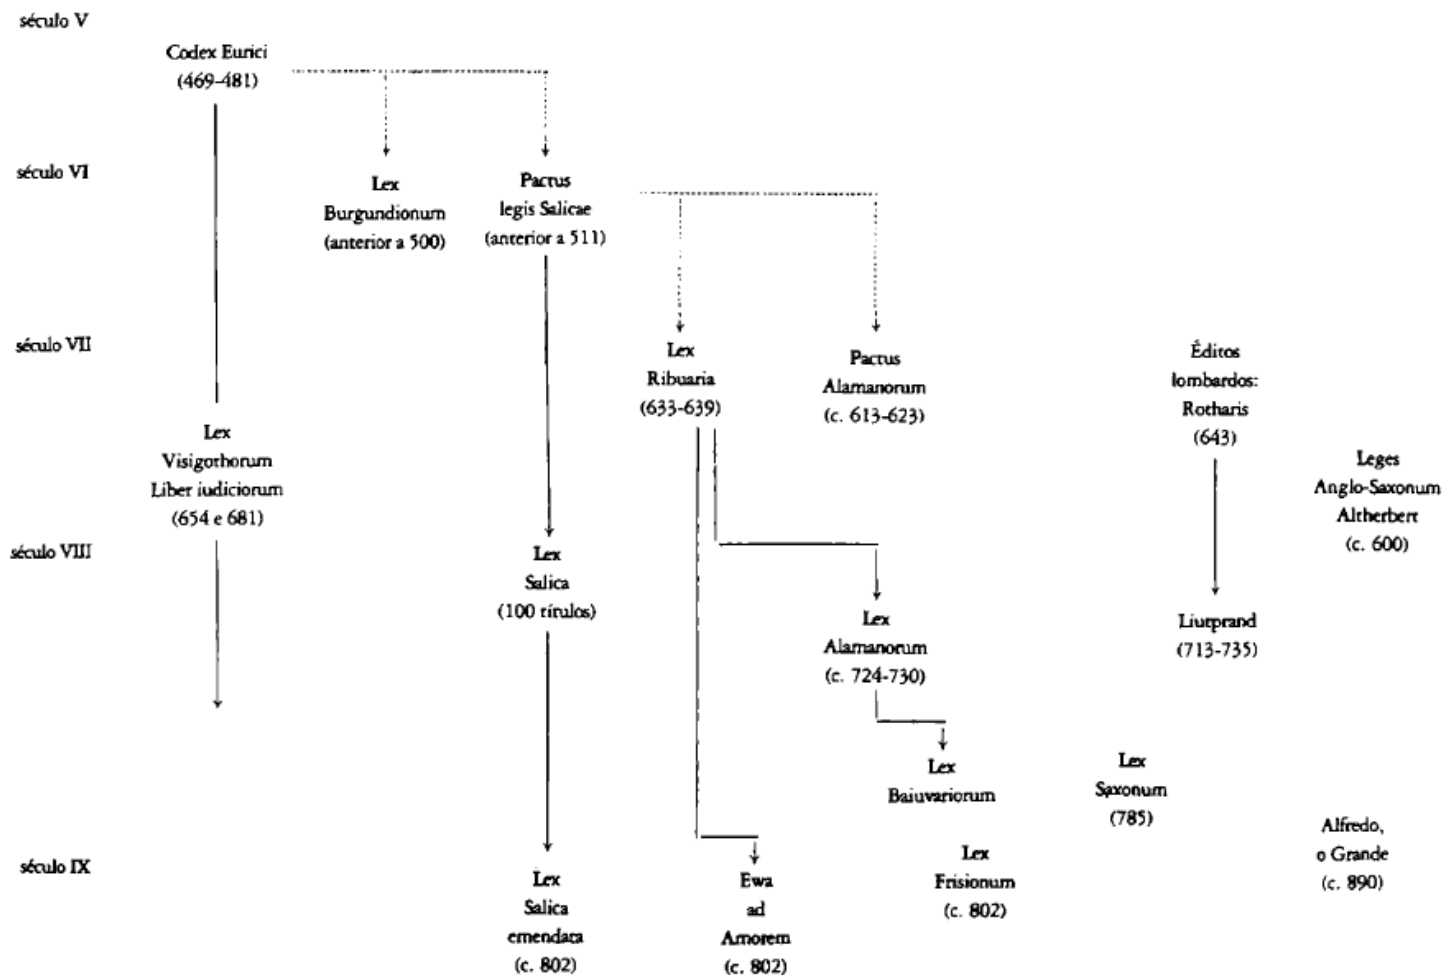 século V
Codex Eurici
(469-481)
século VI
Lex
Burgundionum
(anterior a 500)
Pactus
legis Salicae
(anterior a 511)
século VII
Lex
Ribuaria
(633-639)
Pactus
Alamanorum
(c. 613-623)
Éditos
lombardos:
Rotharis
(643)
Lex
Visigothorum
Liber iudiciorum
(654 e 681)
Leges
Anglo-Saxonum
Altherbert
(c. 600)
século VIII
Lex
Salica
(100 títulos)
Lex
Alamanorum
(c. 724-730)
Liutprand
(713-735)
Lex
Baiuvariorum
Lex
Saxonum
(785)
Alfredo,
o Grande
(c. 890)
século IX
Lex
Salica
emendata
(c. 802)
Ewa
ad
Amorem
(c. 802)
Lex
Frisionum
(c. 802)